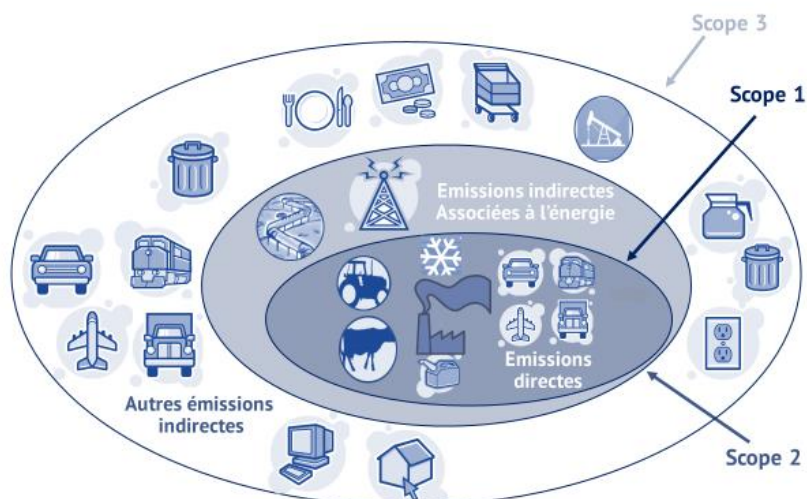 Scope 3
Scope 1
Emissions indirectes
Associées à l'énergie
Emissions
directes
Autres émissions
indirectes
Scope 2